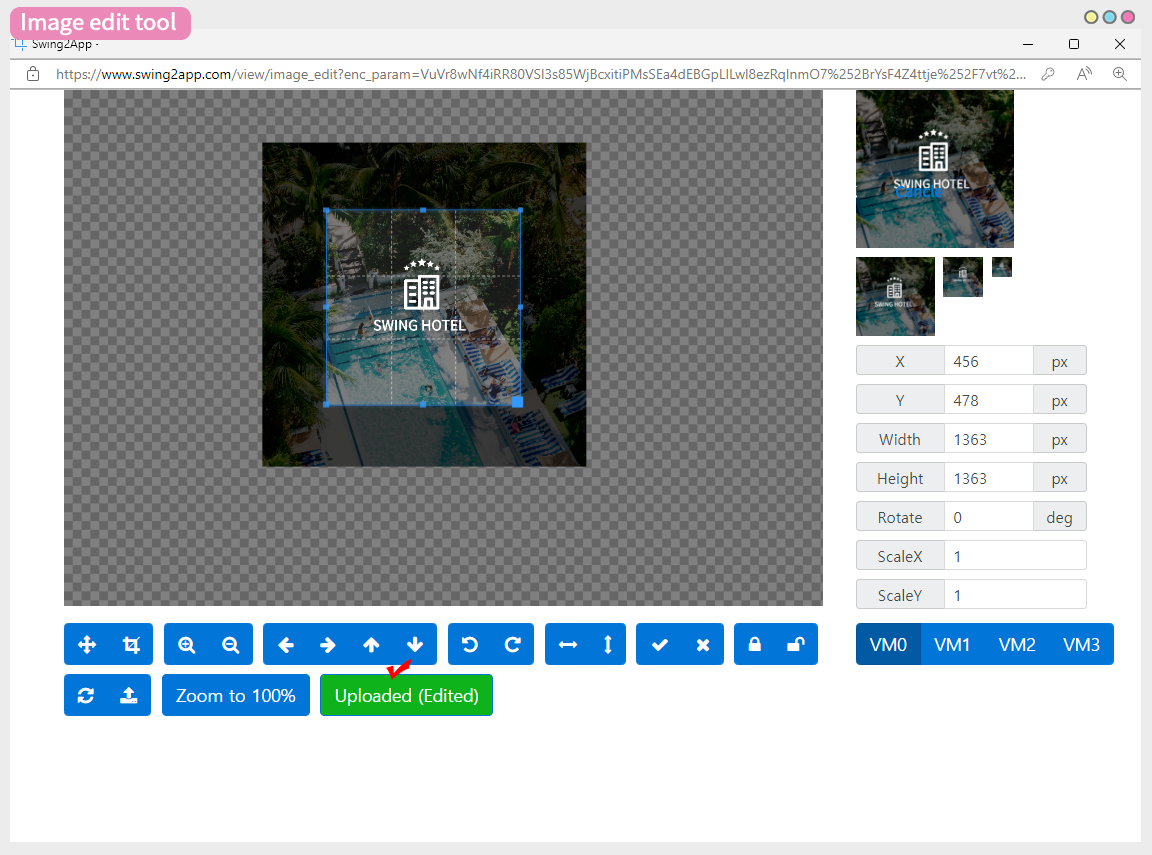 Image edit tool
Swing2App ·
https://www.swing2app.com/view/image_edit?enc_param=VuVr8wNf4iRR80VSI3s85WjBcxitiPMsSEa4dEBGpLILwI8ezRqInmO7%252BrYsF4Z4ttje%252F7vt%2...
SWING HOTEL
SWING HOTEL
Cancle
SWING HOTEL
X 456 px
Y 478 px
Width 1363 px
Height 1363 px
Rotate 0 deg
ScaleX 1
ScaleY 1
VM0 VM1 VM2 VM3
Zoom to 100% Uploaded (Edited)